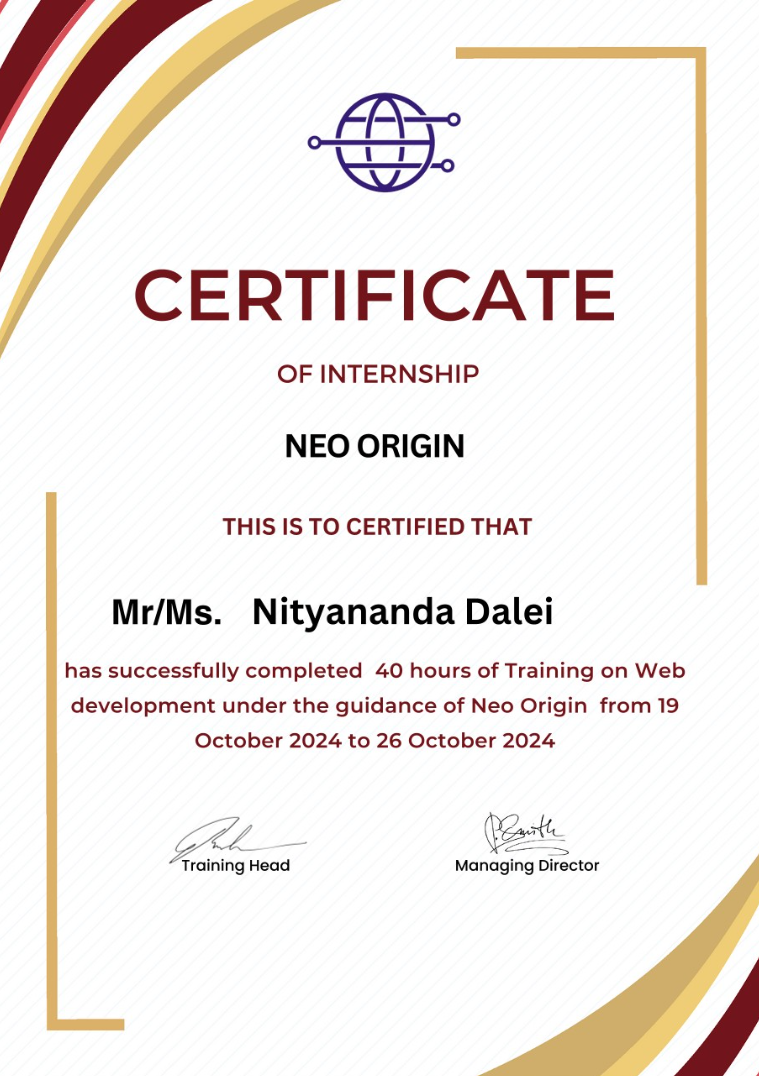 CERTIFICATE
OF INTERNSHIP
NEO ORIGIN
THIS IS TO CERTIFIED THAT
Mr/Ms. Nityananda Dalei
has successfully completed 40 hours of Training on Web
development under the guidance of Neo Origin from 19
October 2024 to 26 October 2024
P.Smith
Training Head Managing Director